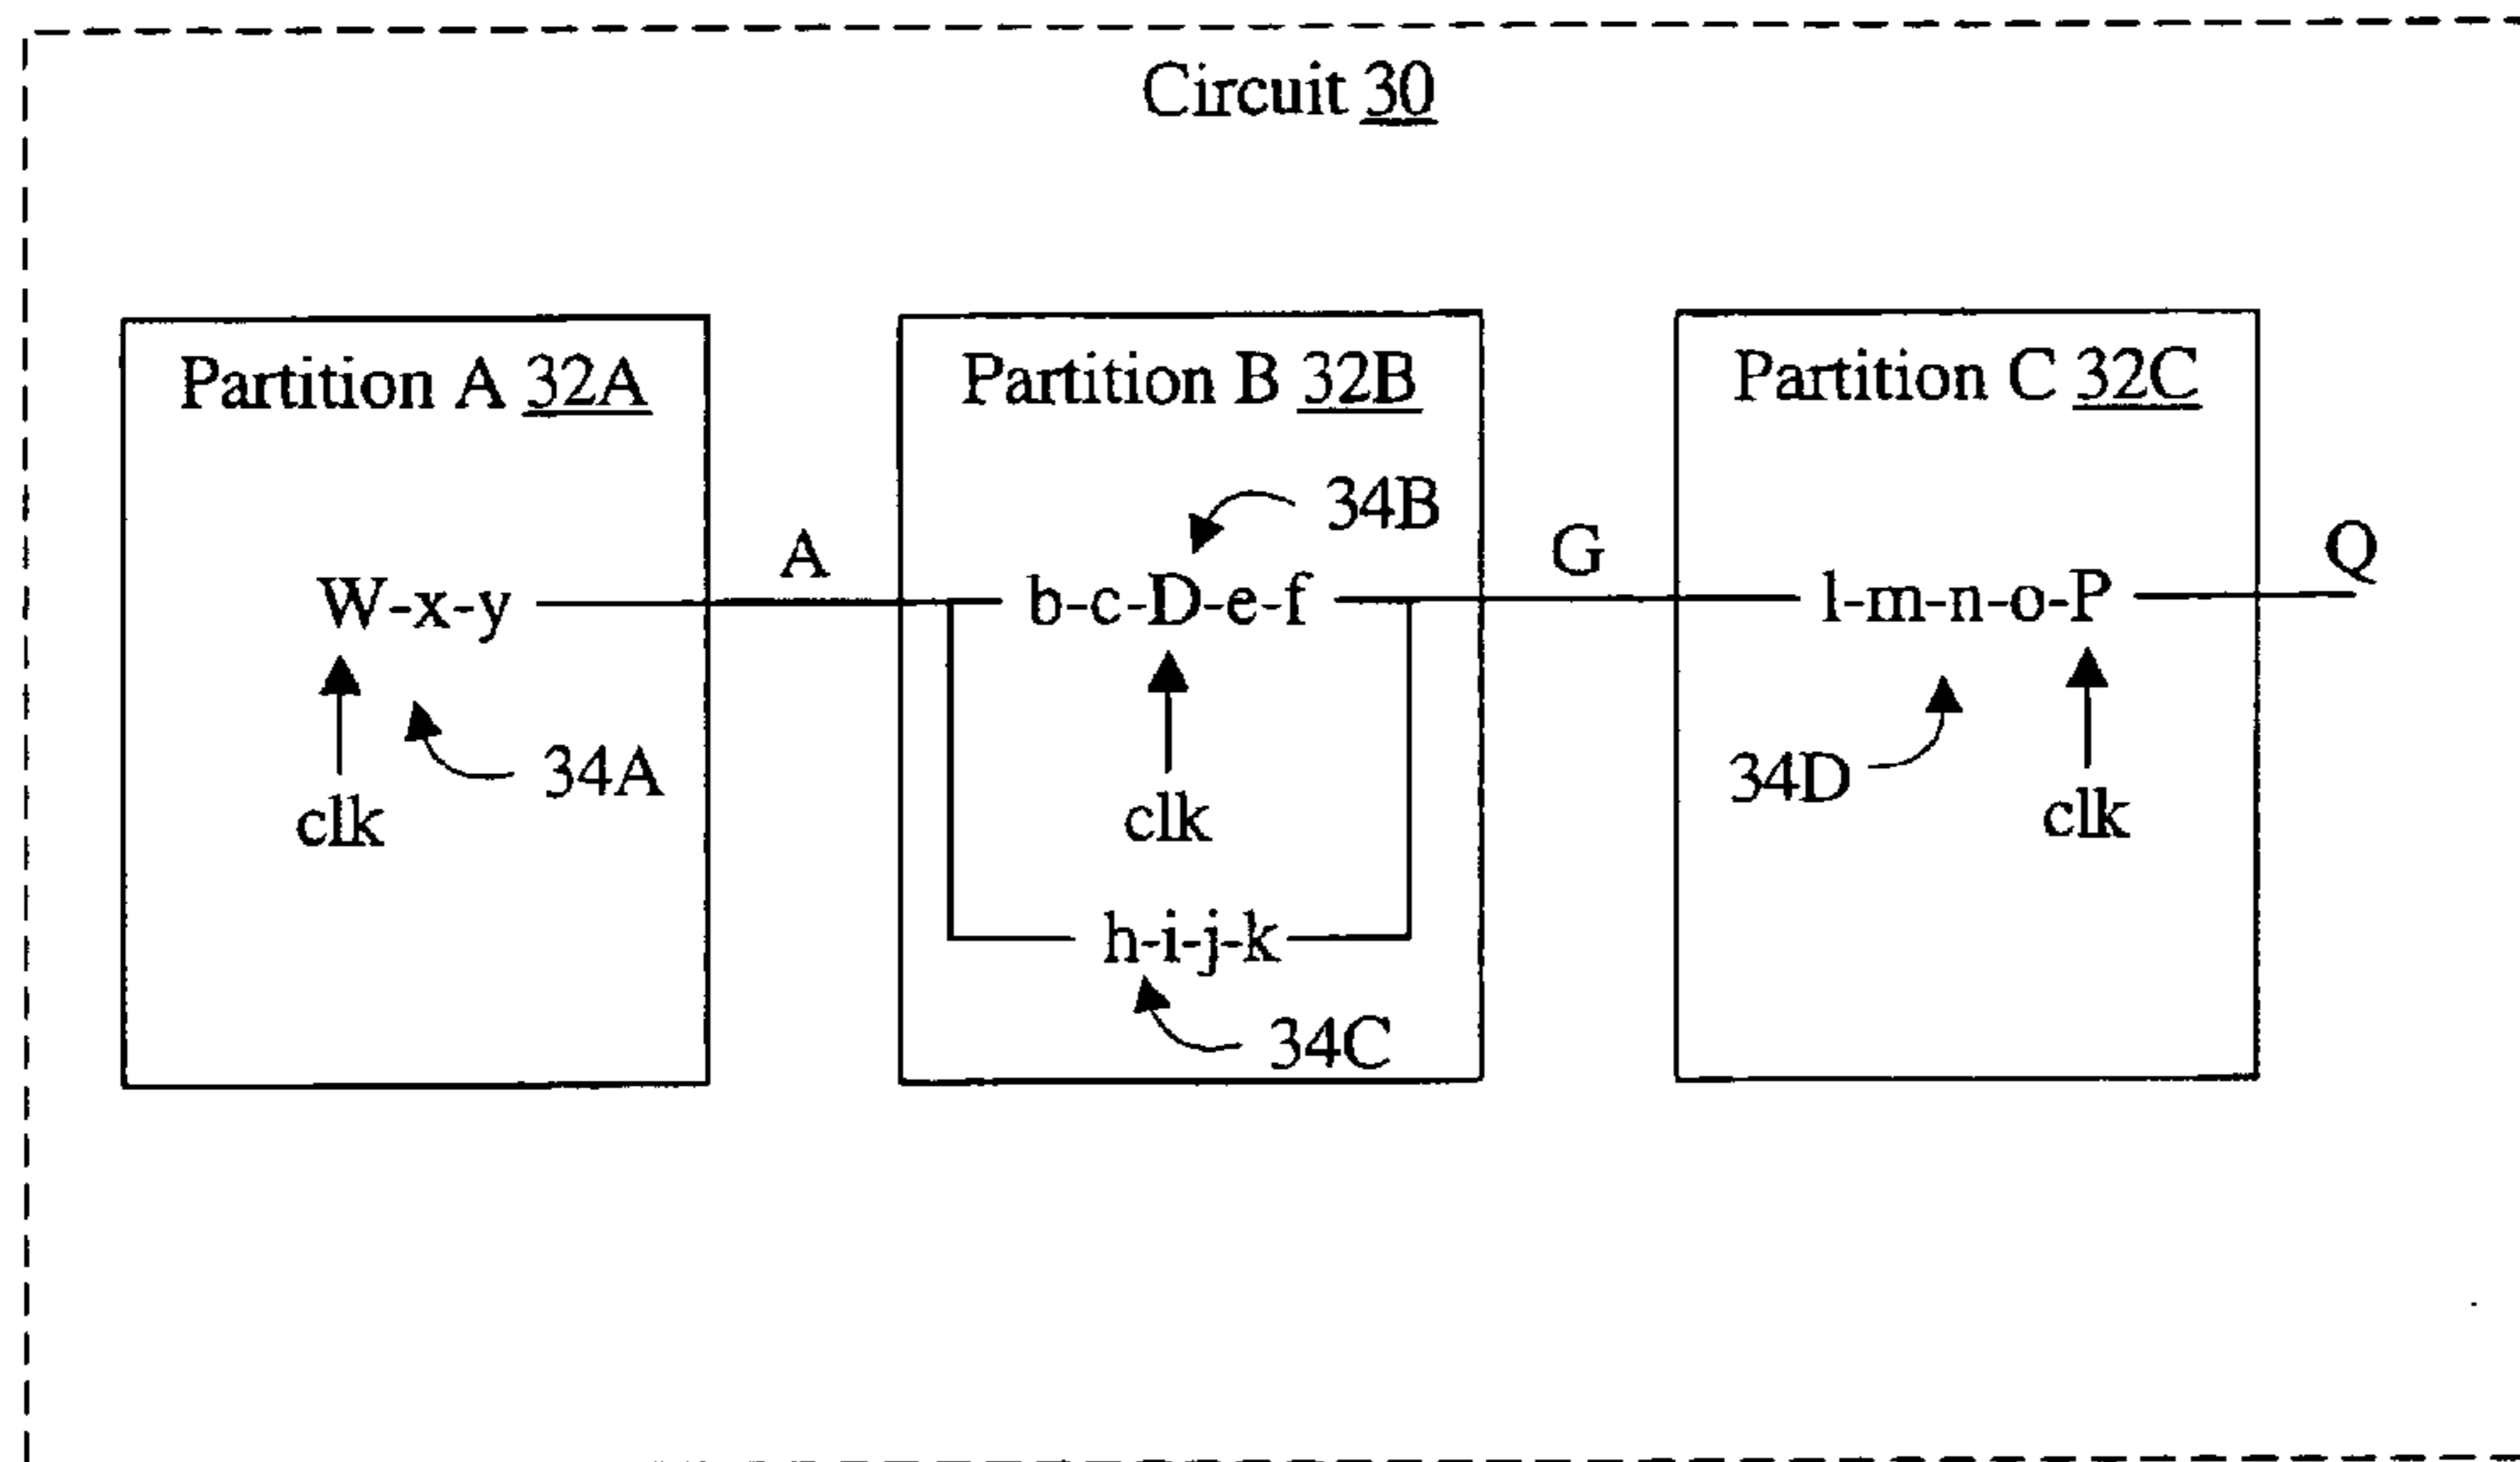 Circuit 30
Partition A 32A
Partition B 32B
Partition C 32C
34B
A
G
Q
W-x-y
b-c-D-e-f
l-m-n-o-P
34A
34D
clk
clk
clk
h-i-j-k
34C